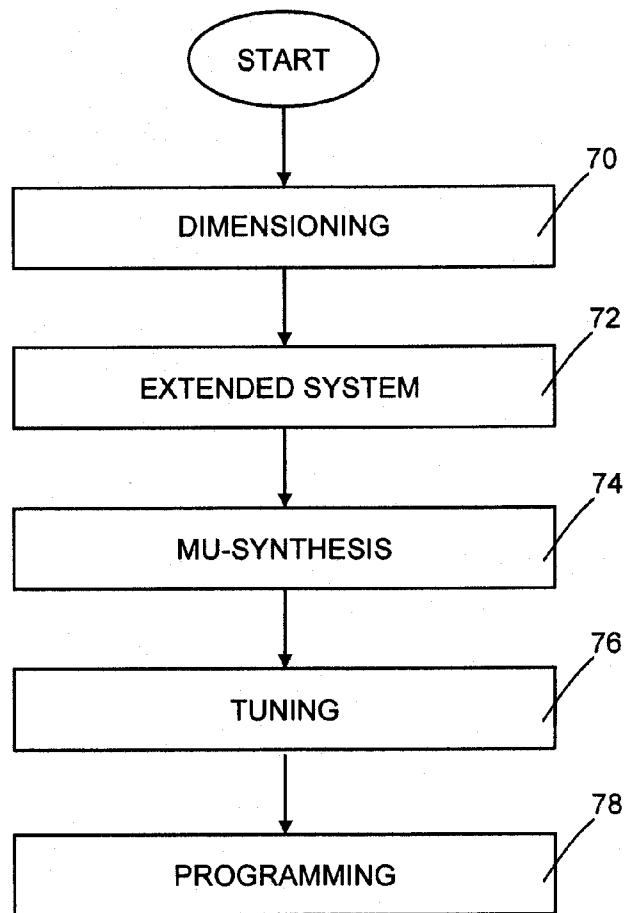 START
70
DIMENSIONING
72
EXTENDED SYSTEM
74
MU-SYNTHESIS
76
TUNING
78
PROGRAMMING